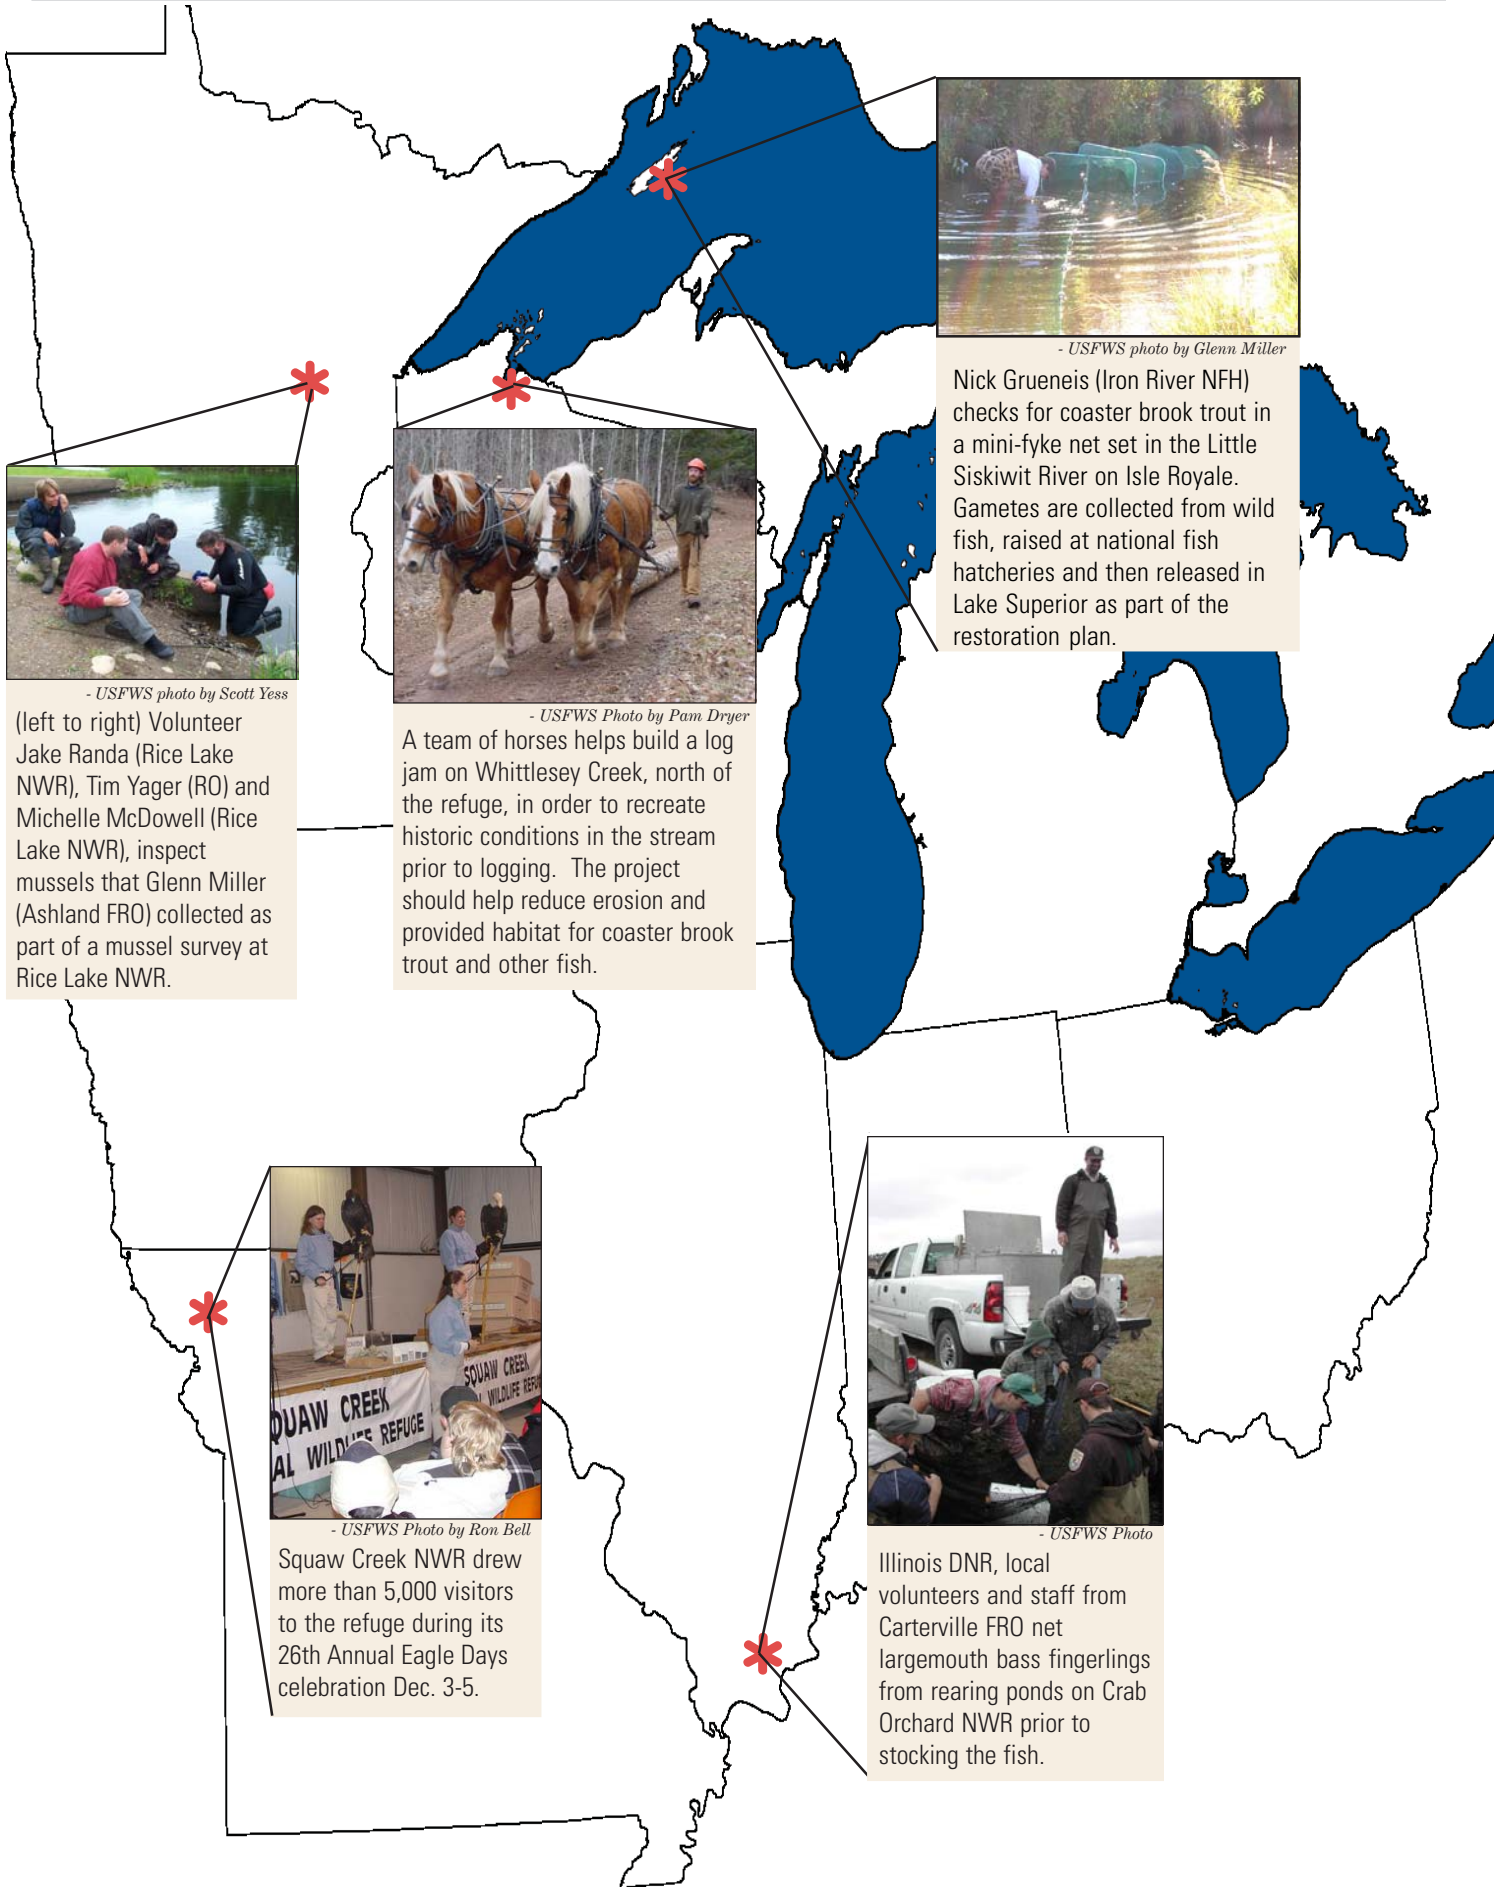 - USFWS photo by Glenn Miller
Nick Grueneis (Iron River NFH)
checks for coaster brook trout in
a mini-fyke net set in the Little
Siskiwit River on Isle Royale.
Gametes are collected from wild
fish, raised at national fish
hatcheries and then released in
Lake Superior as part of the
restoration plan.
- USFWS photo by Scott Yess
(left to right) Volunteer
Jake Randa (Rice Lake
NWR), Tim Yager (RO) and
Michelle McDowell (Rice
Lake NWR), inspect
mussels that Glenn Miller
(Ashland FRO) collected as
part of a mussel survey at
Rice Lake NWR.
- USFWS Photo by Pam Dryer
A team of horses helps build a log
jam on Whittlesey Creek, north of
the refuge, in order to recreate
historic conditions in the stream
prior to logging.  The project
should help reduce erosion and
provided habitat for coaster brook
trout and other fish.
QUAW CREEK
AL WILDLIFE REFUGE
SQUAW CREEK
AL WILDLIFE REFU
- USFWS Photo by Ron Bell
Squaw Creek NWR drew
more than 5,000 visitors
to the refuge during its
26th Annual Eagle Days
celebration Dec. 3-5.
- USFWS Photo
Illinois DNR, local
volunteers and staff from
Carterville FRO net
largemouth bass fingerlings
from rearing ponds on Crab
Orchard NWR prior to
stocking the fish.